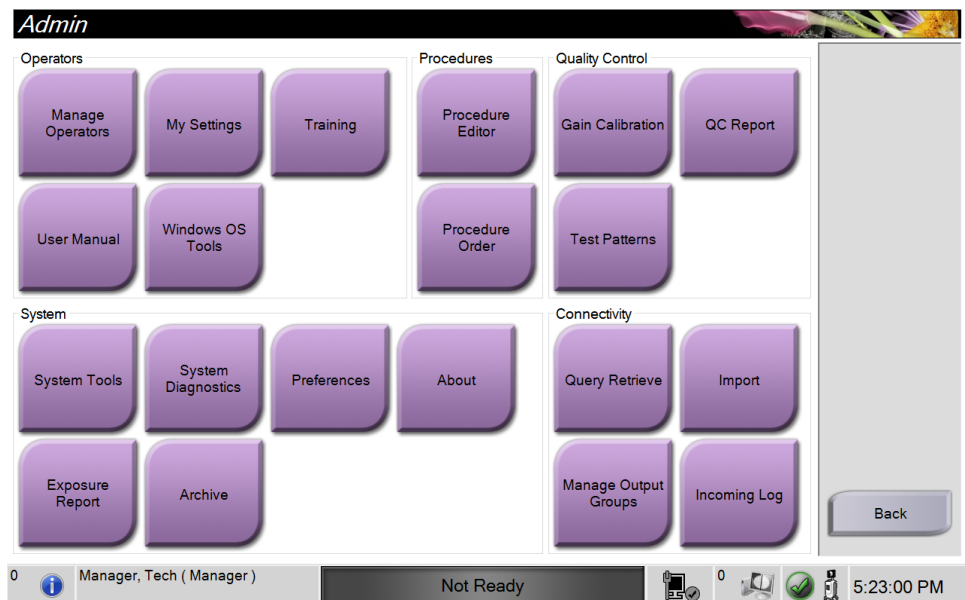 Admin
Operators
Manage
Operators
My Settings
Training
User Manual
Windows OS
Tools
Procedures
Procedure
Editor
Procedure
Order
Quality Control
Gain Calibration
QC Report
Test Patterns
System
System Tools
System
Diagnostics
Preferences
About
Exposure
Report
Archive
Connectivity
Query Retrieve
Import
Manage Output
Groups
Incoming Log
Back
0
Manager, Tech ( Manager )
Not Ready
0
5:23:00 PM